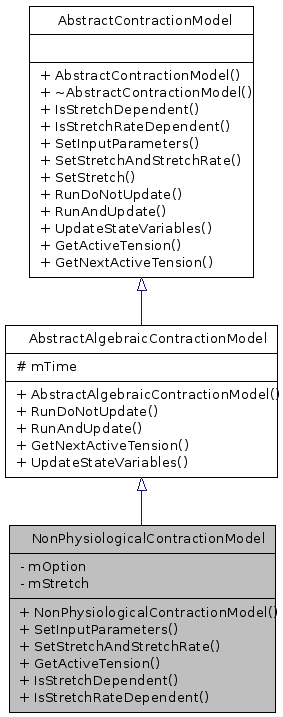 AbstractContractionModel
+ AbstractContractionModel()
+ ~AbstractContractionModel()
+ IsStretchDependent()
+ IsStretchRateDependent()
+ SetInputParameters()
+ SetStretchAndStretchRate()
+ SetStretch()
+ RunDoNotUpdate()
+ RunAndUpdate()
+ UpdateStateVariables()
+ GetActiveTension()
+ GetNextActiveTension()
AbstractAlgebraicContractionModel
# mTime
+ AbstractAlgebraicContractionModel()
+ RunDoNotUpdate()
+ RunAndUpdate()
+ GetNextActiveTension()
+ UpdateStateVariables()
NonPhysiologicalContractionModel
- mOption
- mStretch
+ NonPhysiologicalContractionModel()
+ SetInputParameters()
+ SetStretchAndStretchRate()
+ GetActiveTension()
+ IsStretchDependent()
+ IsStretchRateDependent()